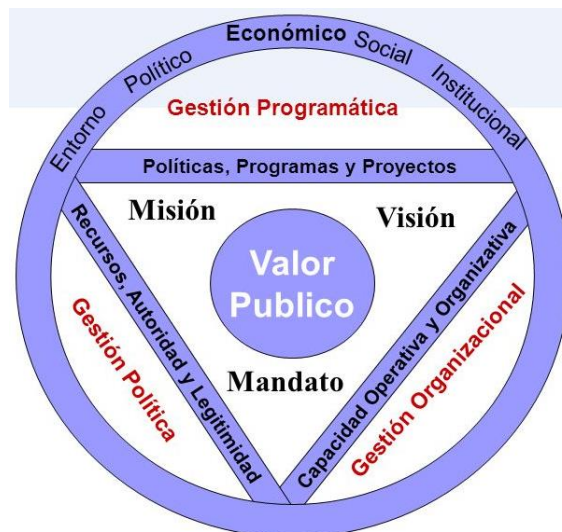 Entorno Político Económico Social Institucional
Gestión Programática
Políticas, Programas y Proyectos
Misión
Visión
Valor
Publico
Mandato
Recursos, Autoridad y Legitimidad
Gestión Política
Capacidad Operativa y Organizativa
Gestión Organizacional